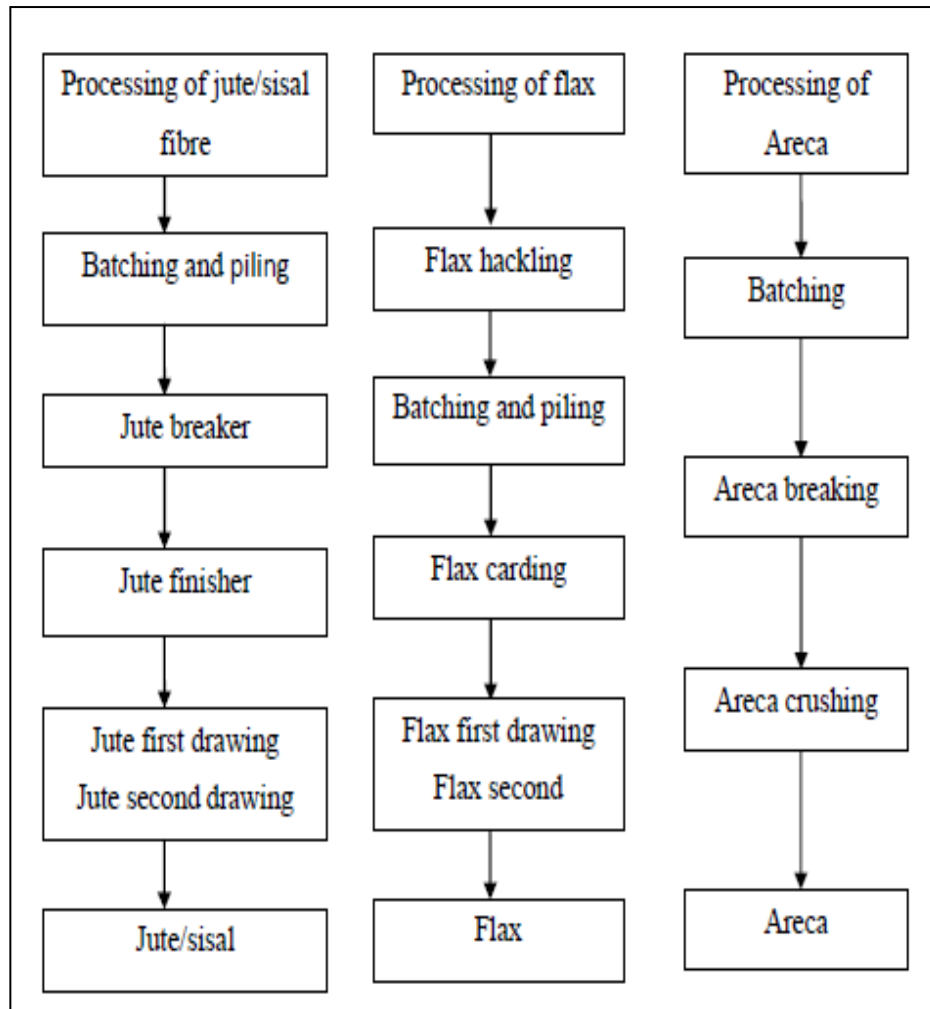 Processing of jute/sisal
fibre
Batching and piling
Jute breaker
Jute finisher
Jute first drawing
Jute second drawing
Jute/sisal
Processing of flax
Flax hackling
Batching and piling
Flax carding
Flax first drawing
Flax second
Flax
Processing of
Areca
Batching
Areca breaking
Areca crushing
Areca